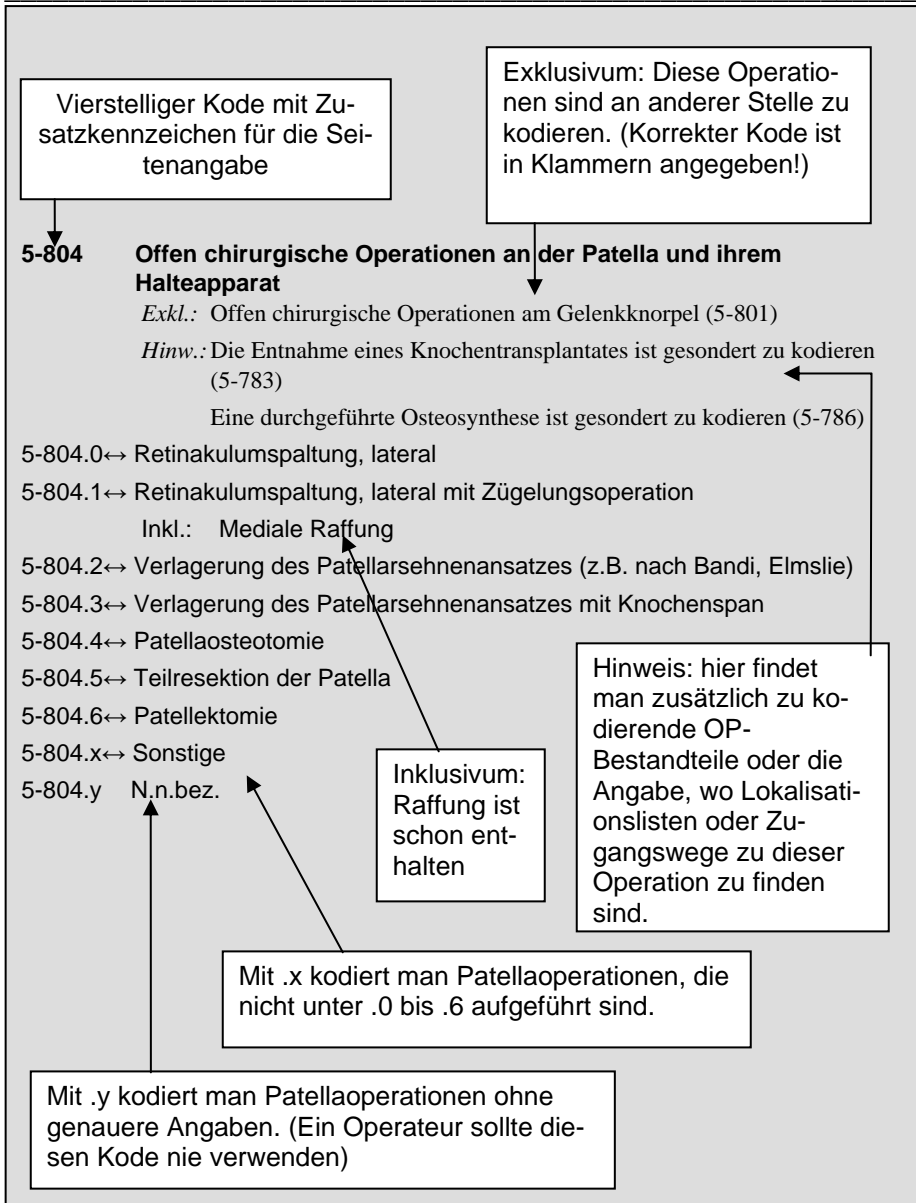 Vierstelliger Kode mit Zu-
satzkennzeichen für die Sei-
tenangabe
Exklusivum: Diese Operatio-
nen sind an anderer Stelle zu
kodieren. (Korrekter Kode ist
in Klammern angegeben!)
5-804 Offen chirurgische Operationen an der Patella und ihrem
Halteapparat
Exkl.: Offen chirurgische Operationen am Gelenkknorpel (5-801)
Hinw.: Die Entnahme eines Knochentransplantates ist gesondert zu kodieren
(5-783)
Eine durchgeführte Osteosynthese ist gesondert zu kodieren (5-786)
5-804.0↔ Retinakulumspaltung, lateral
5-804.1↔ Retinakulumspaltung, lateral mit Zügelungsoperation
Inkl.: Mediale Raffung
5-804.2↔ Verlagerung des Patellarsehnenansatzes (z.B. nach Bandi, Elmslie)
5-804.3↔ Verlagerung des Patellarsehnenansatzes mit Knochenspan
5-804.4↔ Patellaosteotomie
5-804.5↔ Teilresektion der Patella
5-804.6↔ Patellektomie
5-804.x↔ Sonstige
5-804.y N.n.bez.
Inklusivum:
Raffung ist
schon ent-
halten
Hinweis: hier findet
man zusätzlich zu ko-
dierende OP-
Bestandteile oder die
Angabe, wo Lokalisati-
onslisten oder Zu-
gangswege zu dieser
Operation zu finden
sind.
Mit .x kodiert man Patellaoperationen, die
nicht unter .0 bis .6 aufgeführt sind.
Mit .y kodiert man Patellaoperationen ohne
genauere Angaben. (Ein Operateur sollte die-
sen Kode nie verwenden)